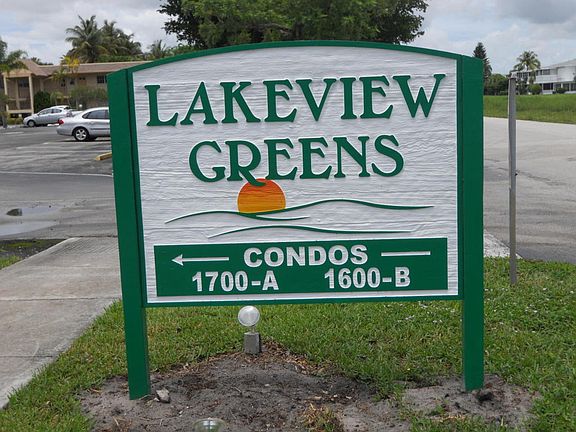 LAKEVIEW
GREENS
CONDOS
1700-A 1600-B